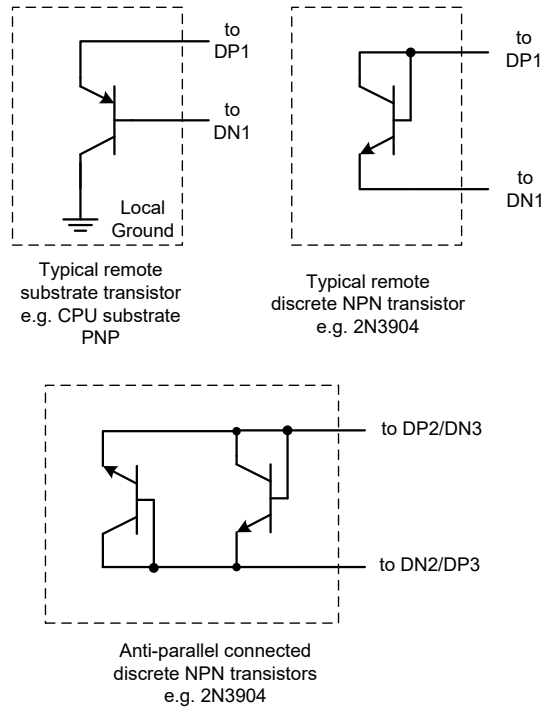 to
DP1
to
DN1
Local
Ground
Typical remote
substrate transistor
e.g. CPU substrate
PNP
to
DP1
to
DN1
Typical remote
discrete NPN transistor
e.g. 2N3904
to DP2/DN3
to DN2/DP3
Anti-parallel connected
discrete NPN transistors
e.g. 2N3904